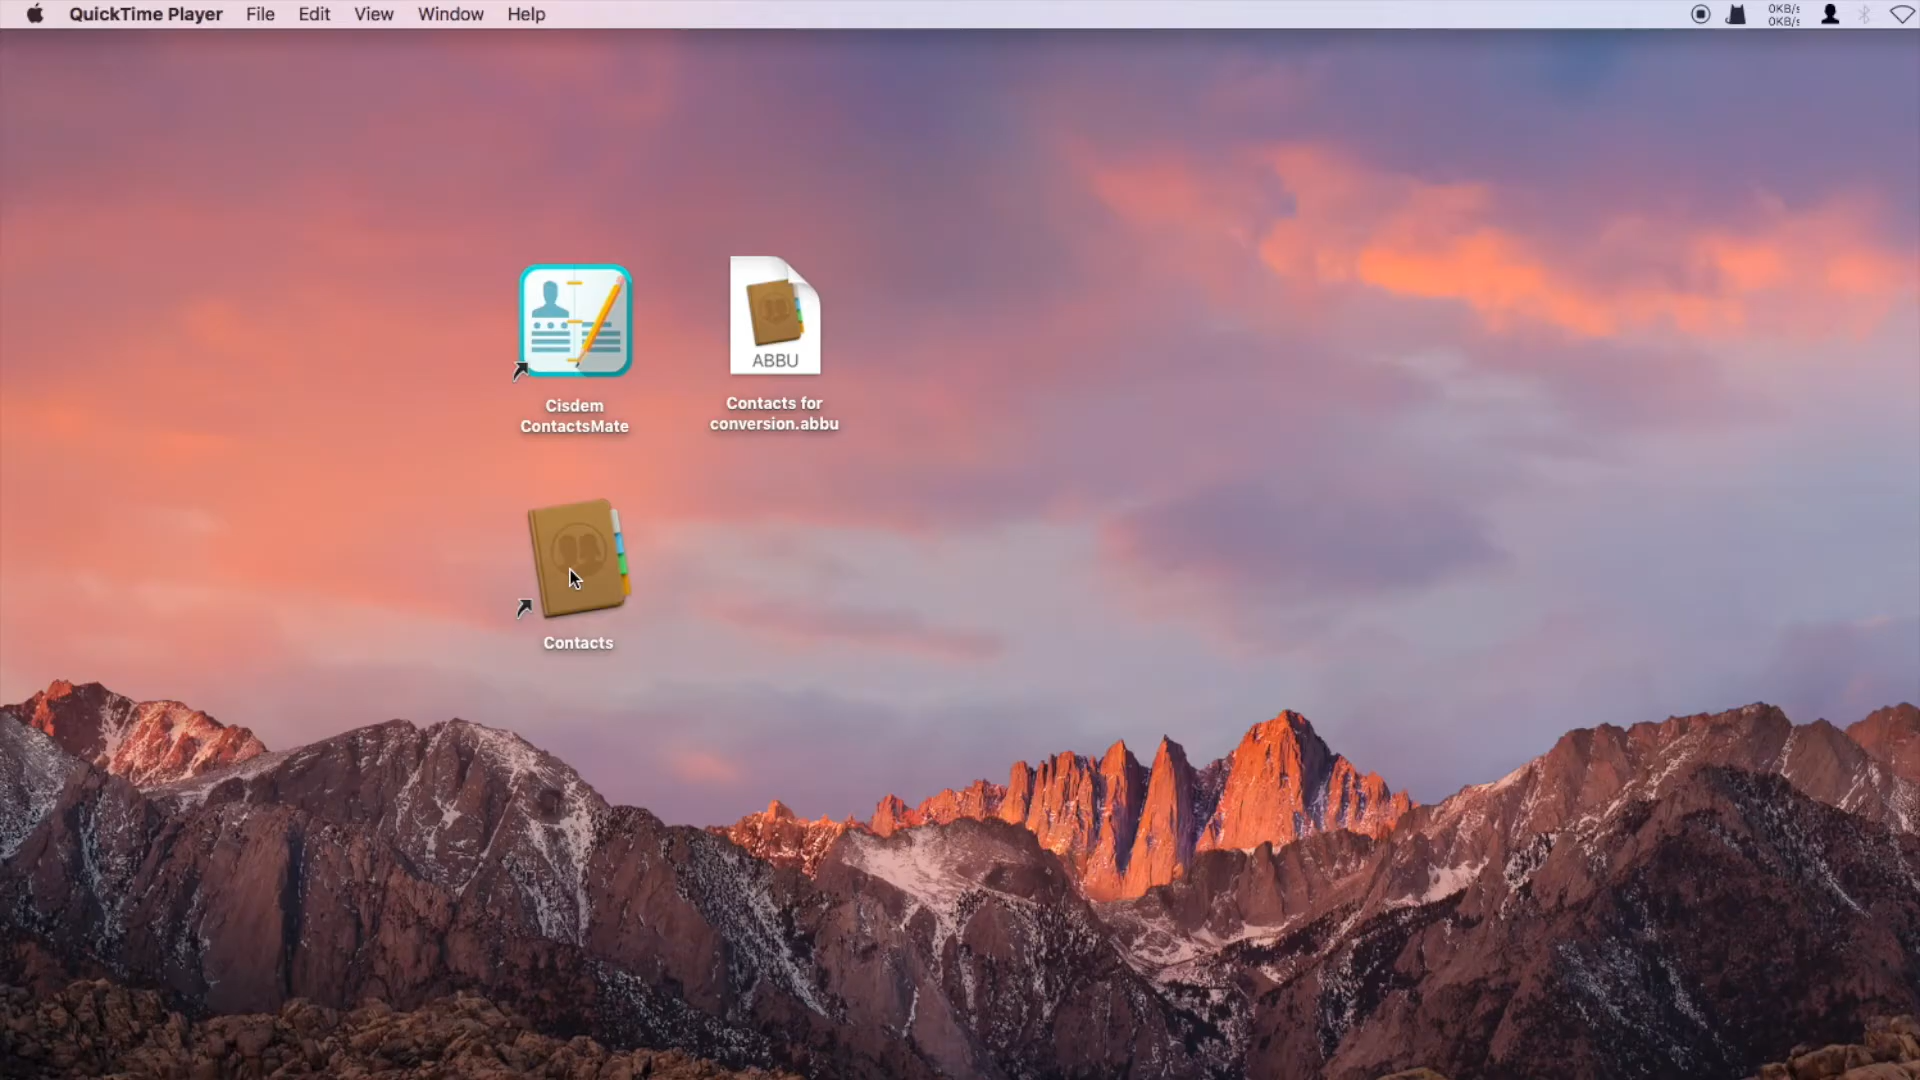 QuickTime Player File Edit View Window Help
0KB/s
0KB/s
ABBU
Cisdem
ContactsMate
Contacts for
conversion.abbu
Contacts